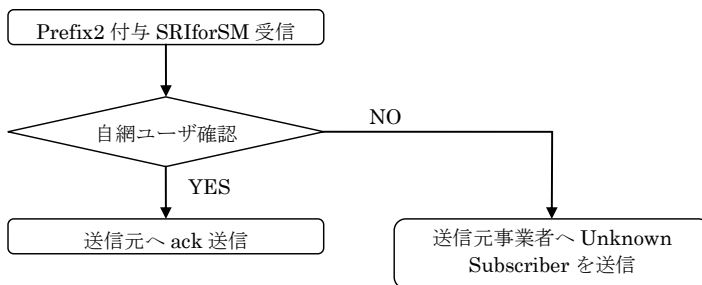 Prefix2 付与 SRIforSM 受信
自網ユーザ確認
NO
YES
送信元へ ack 送信
送信元事業者へ Unknown
Subscriber を送信